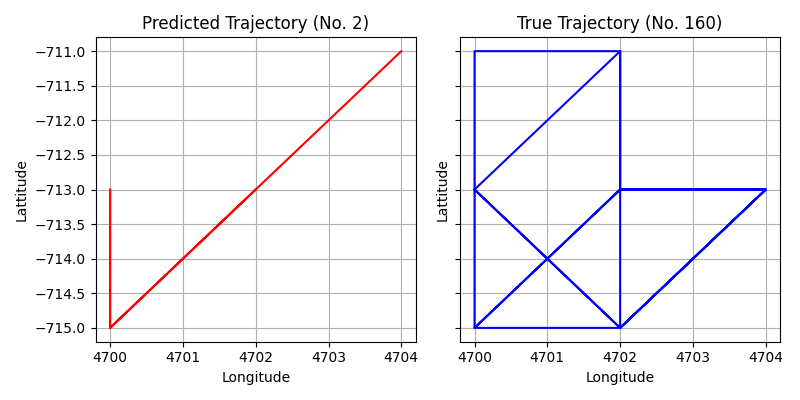 Predicted Trajectory (No. 2)
True Trajectory (No. 160)
Lattitude
−711.0
−711.5
−712.0
−712.5
−713.0
−713.5
−714.0
−714.5
−715.0
4700 4701 4702 4703 4704
Longitude
Lattitude
4700 4701 4702 4703 4704
Longitude